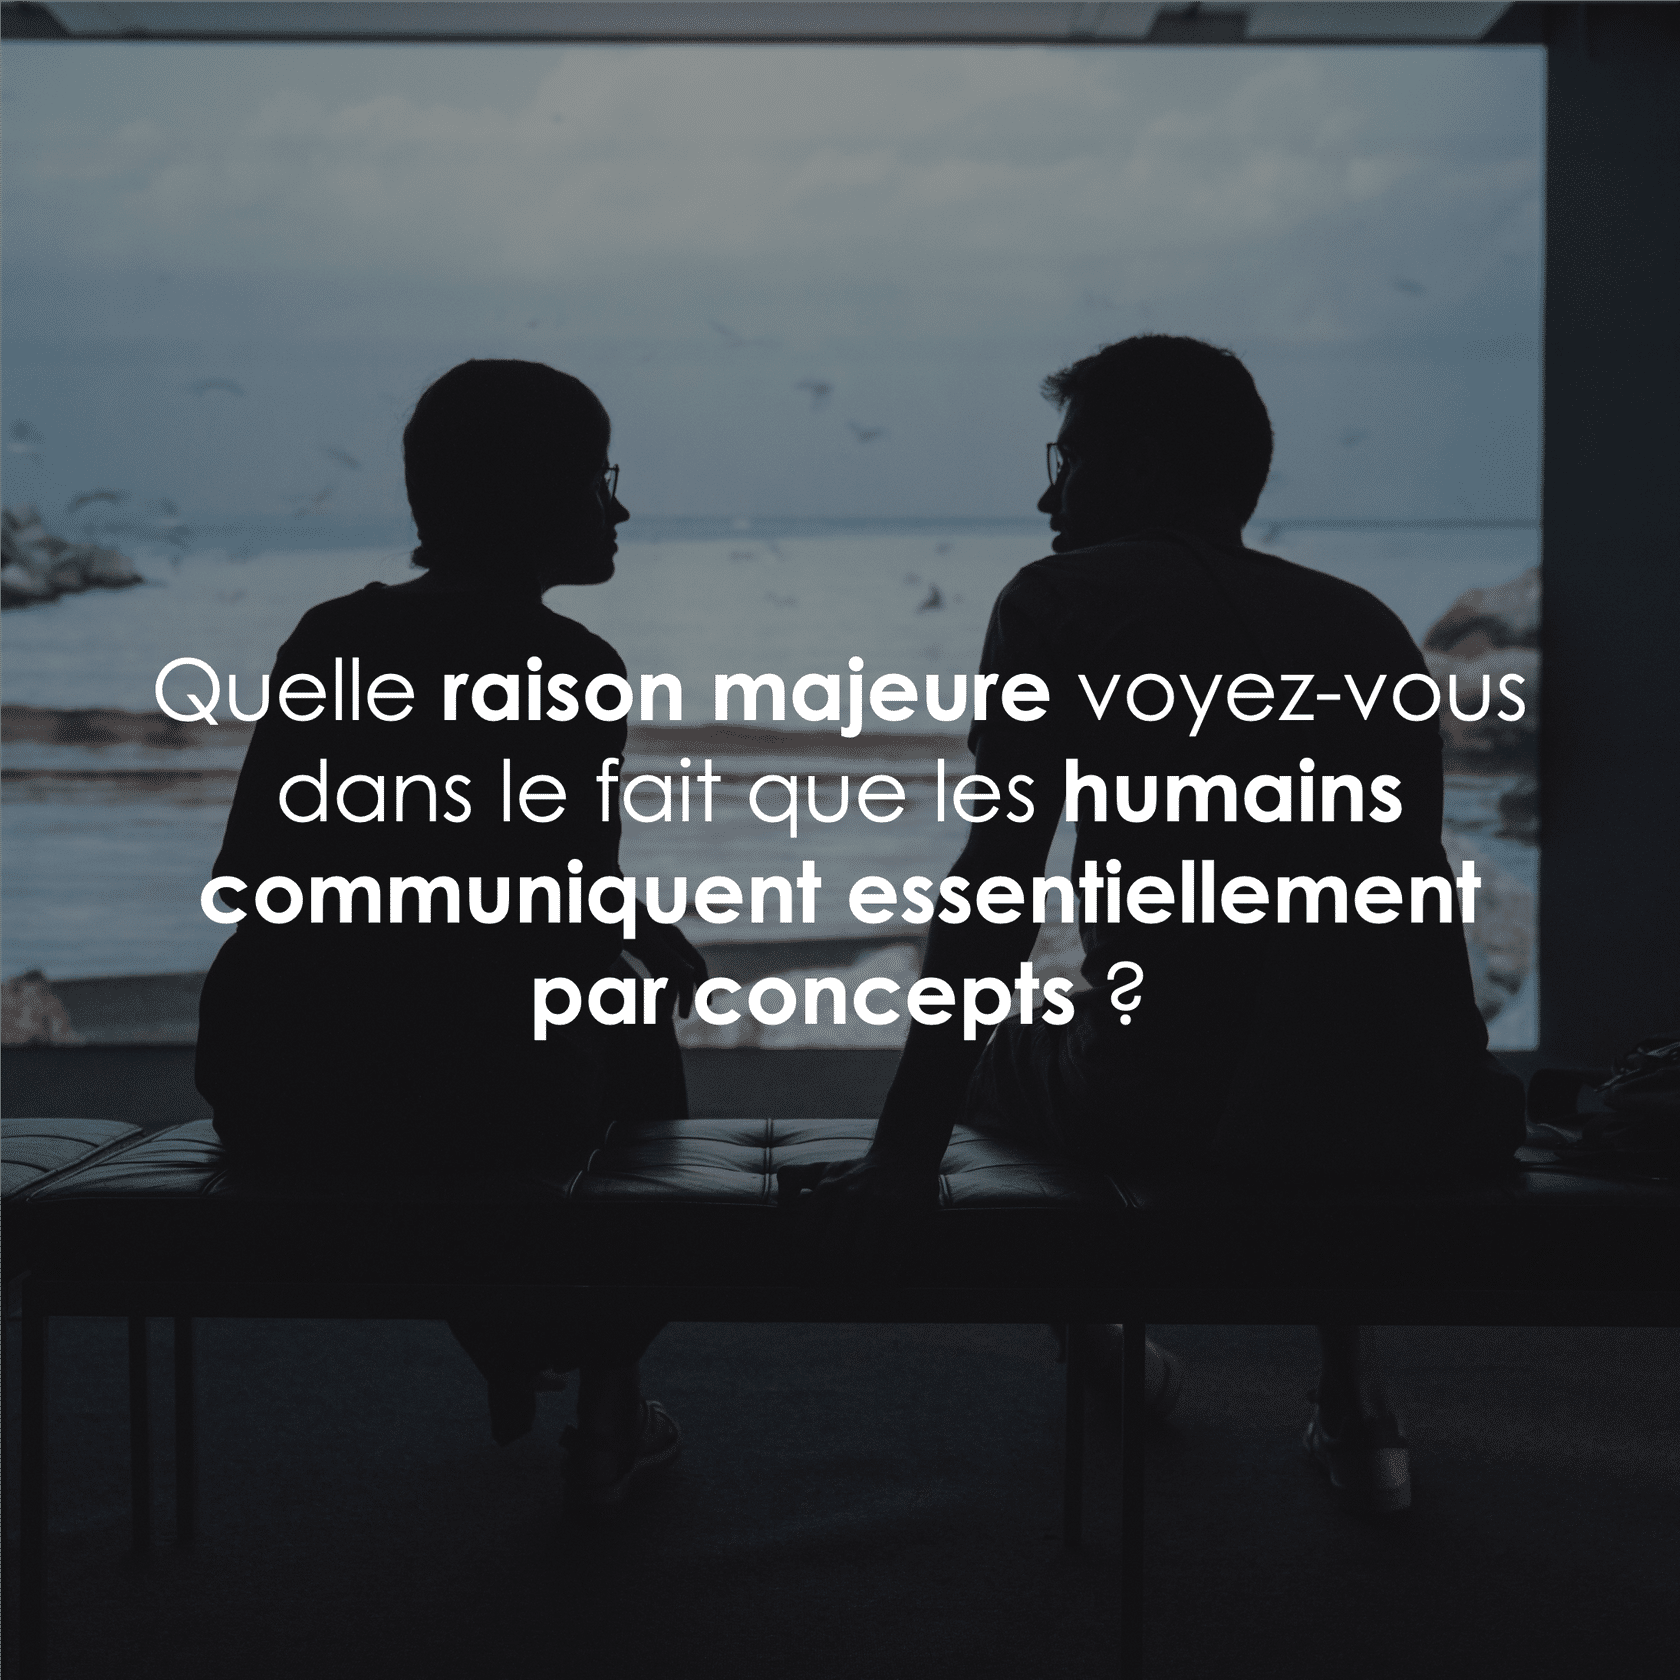 Quelle raison majeure voyez-vous
dans le fait que les humains
communiquent essentiellement
par concepts ?